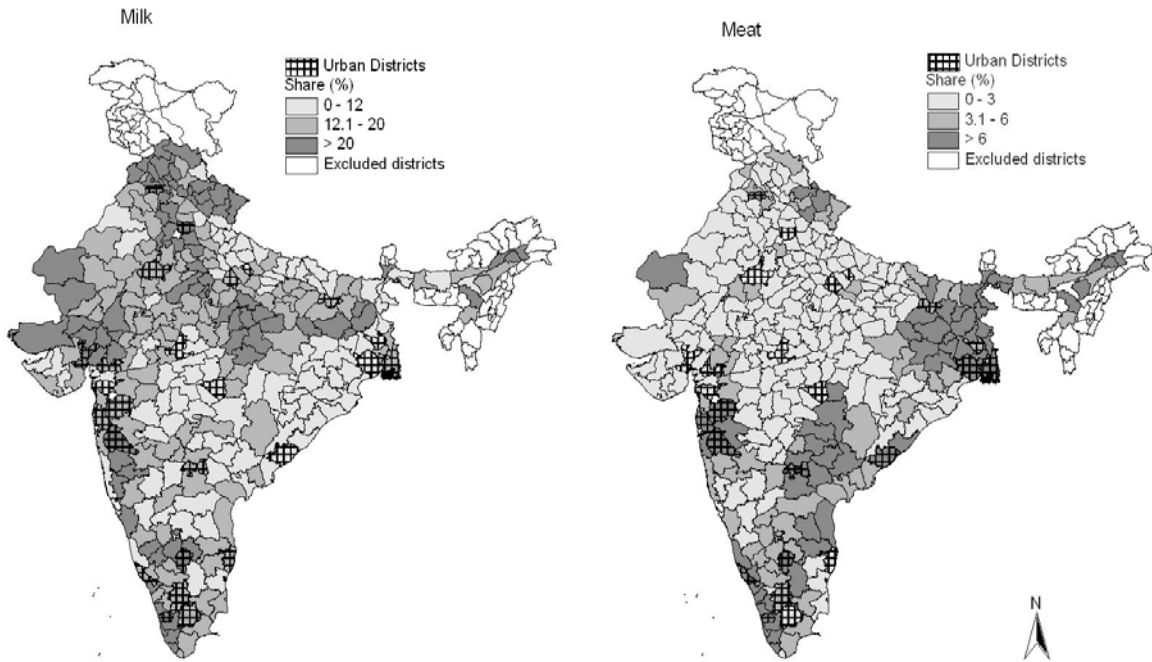 Milk
Urban Districts
Share (%)
0 - 12
12.1 - 20
> 20
Excluded districts
Meat
Urban Districts
Share (%)
0 - 3
3.1 - 6
> 6
Excluded districts
N